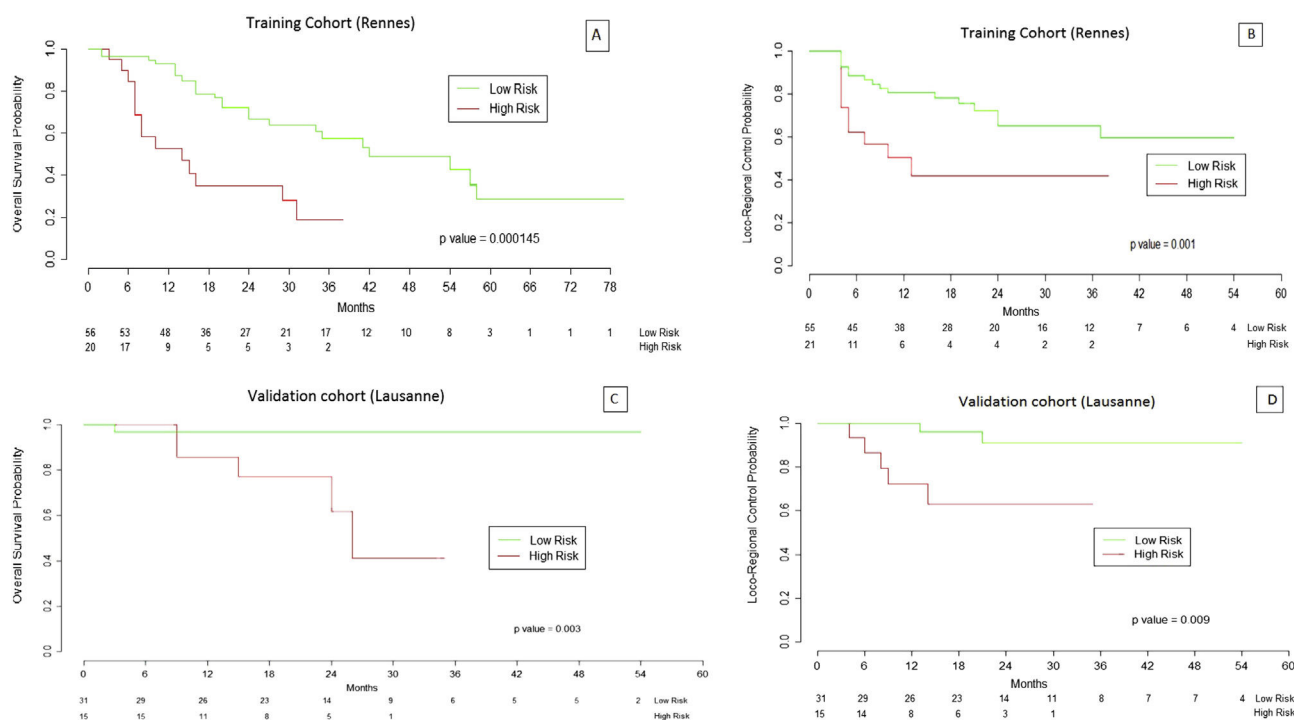 Training Cohort (Rennes)
A
Overall Survival Probability
1.0
0.8
0.6
0.4
0.2
0.0
Low Risk
High Risk
p value = 0.000145
0 6 12 18 24 30 36 42 48 54 60 66 72 78
Months
56 53 48 36 27 21 17 12 10 8 3 1 1 1 Low Risk
20 17 9 5 5 3 2 High Risk
Training Cohort (Rennes)
B
Loco-Regional Control Probability
1.0
0.8
0.6
0.4
0.2
0.0
Low Risk
High Risk
p value = 0.001
0 6 12 18 24 30 36 42 48 54 60
Months
55 45 38 28 20 16 12 7 6 4 Low Risk
21 11 6 4 4 2 2 High Risk
Validation cohort (Lausanne)
C
Overall Survival Probability
1.0
0.8
0.6
0.4
0.2
0.0
Low Risk
High Risk
p value = 0.003
0 6 12 18 24 30 36 42 48 54 60
Months
31 29 26 23 14 9 6 5 5 2 Low Risk
15 15 11 8 5 1 High Risk
Validation cohort (Lausanne)
D
Loco-Regional Control Probability
1.0
0.8
0.6
0.4
0.2
0.0
Low Risk
High Risk
p value = 0.009
0 6 12 18 24 30 36 42 48 54 60
Months
31 29 26 23 14 11 8 7 7 4 Low Risk
15 14 8 6 3 1 High Risk